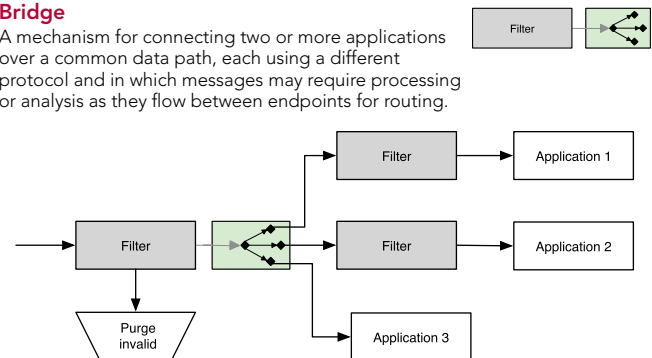 Bridge
A mechanism for connecting two or more applications
over a common data path, each using a different
protocol and in which messages may require processing
or analysis as they flow between endpoints for routing.
Filter
Filter
Application 1
Filter
Filter
Application 2
Purge
invalid
Application 3